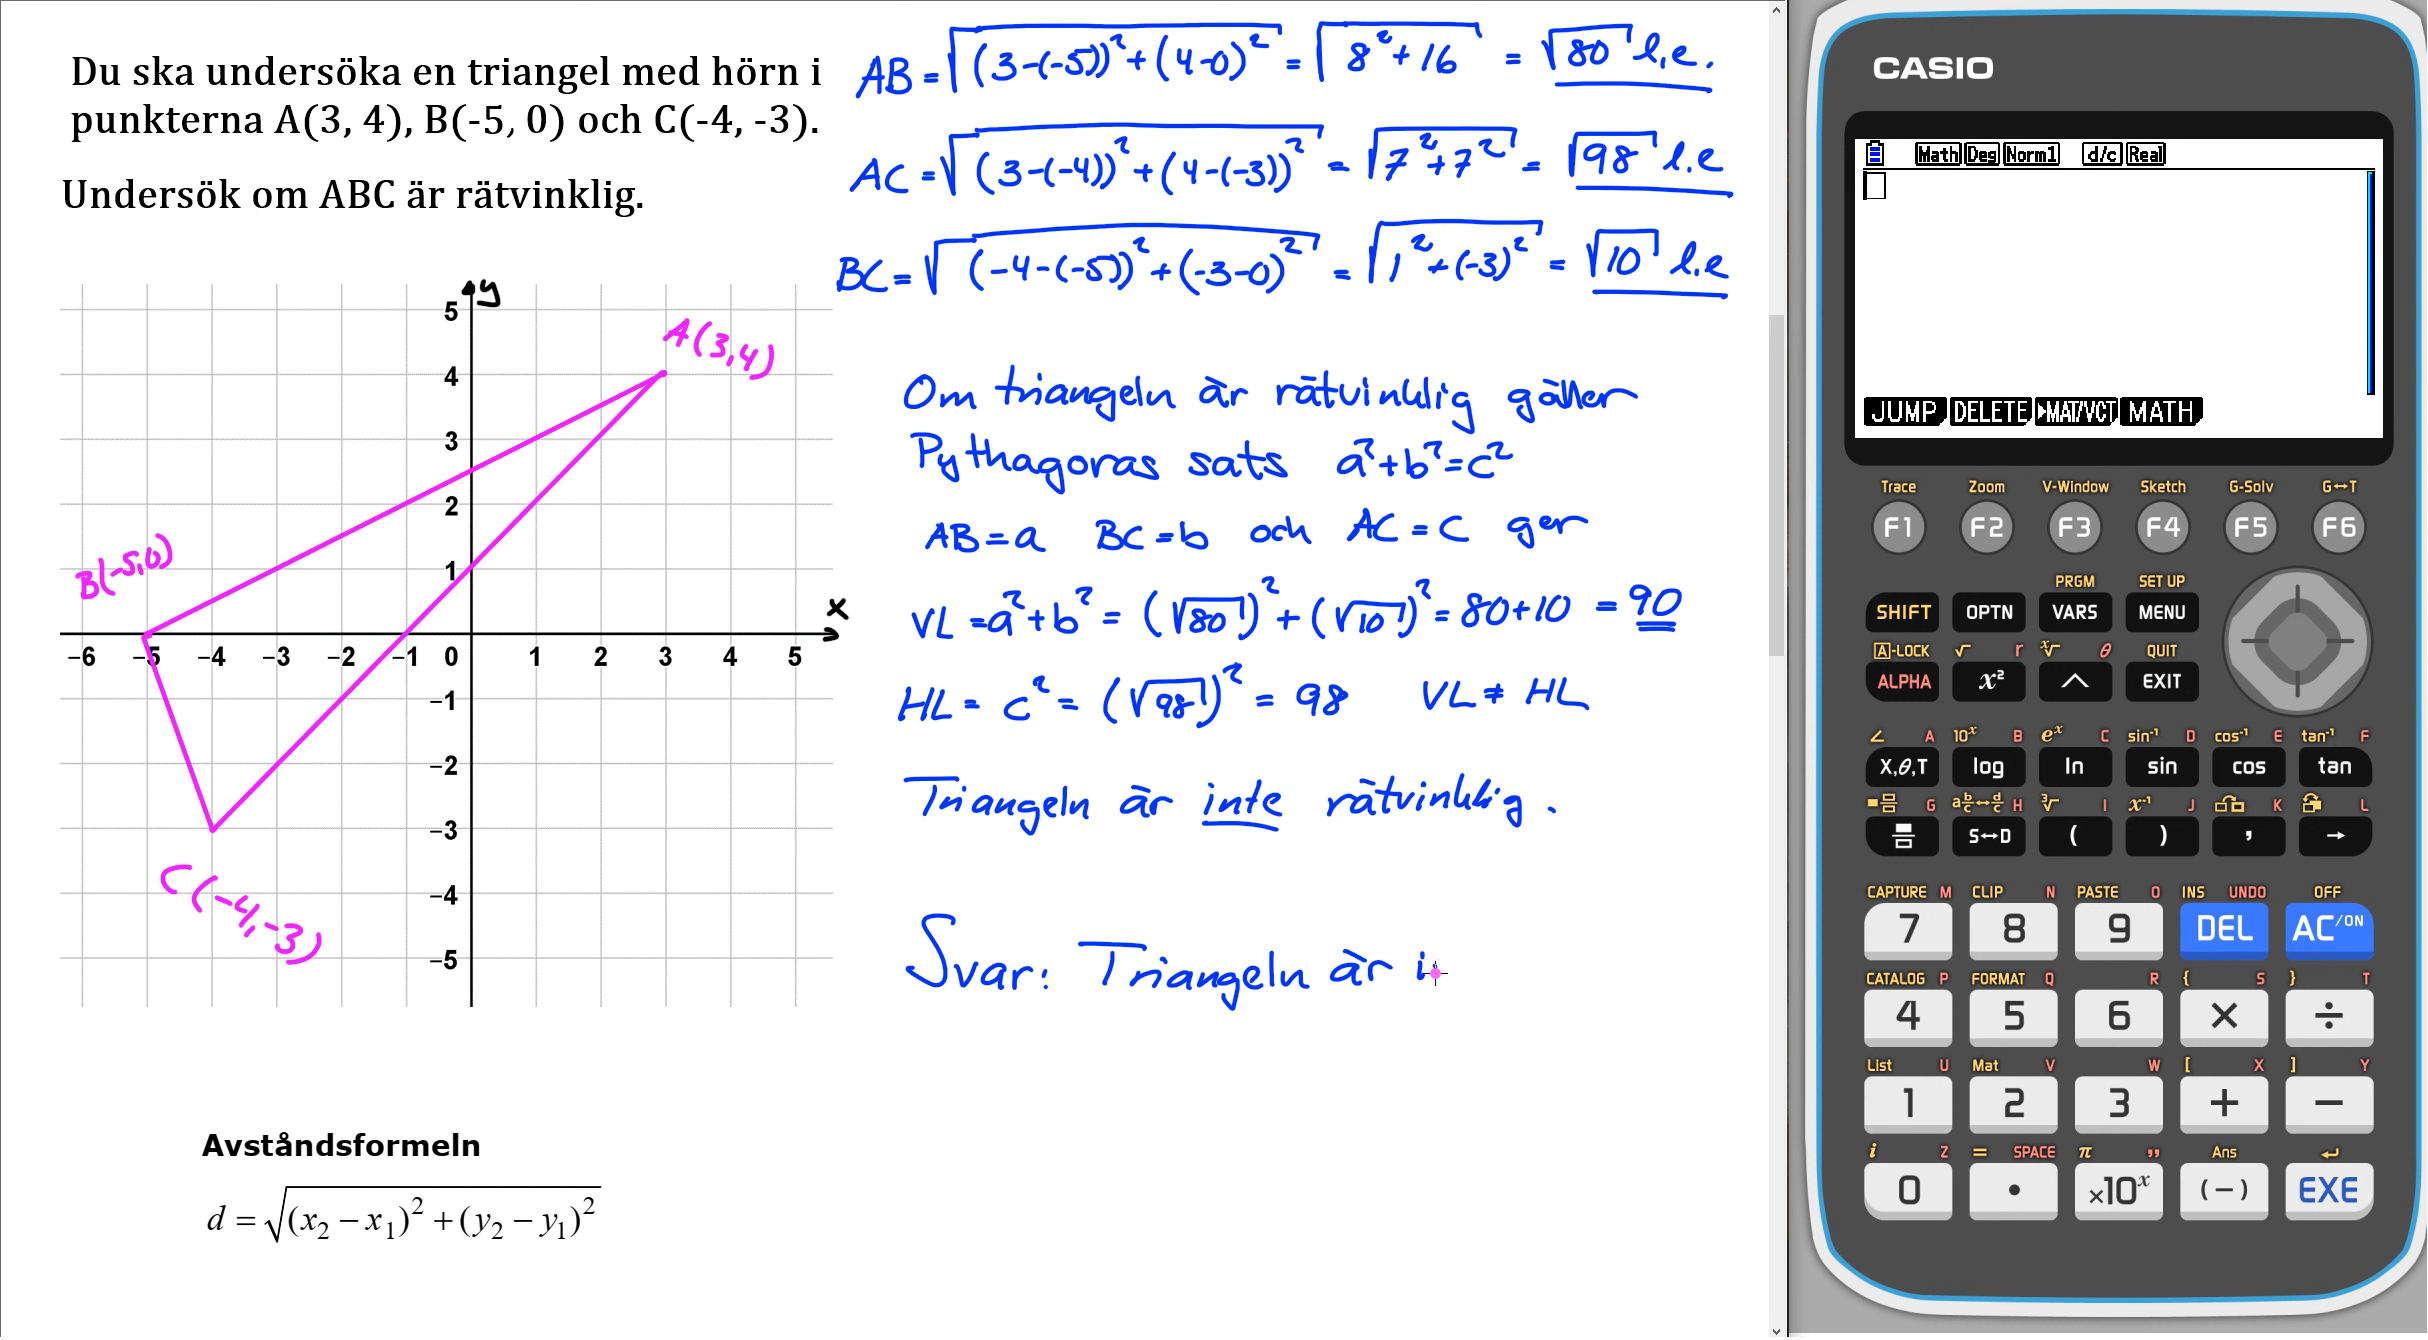 Du ska undersöka en triangel med hörn i
punkterna A(3, 4), B(-5, 0) och C(-4, -3).
Undersök om ABC är rätvinklig.
y
5
4
3
2
1
-1
-2
-3
-4
-5
-6 -5 -4 -3 -2 -1 0 1 2 3 4 5
x
A(3,4)
B(-5,0)
C(-4,-3)
Avståndsformeln
d = √((x₂ − x₁)² + (y₂ − y₁)²)
AB = √((3-(-5))² + (4-0)²) = √(8² + 16) = √80 l.e.
AC = √((3-(-4))² + (4-(-3))²) = √(7² + 7²) = √98 l.e
BC = √((-4-(-5))² + (-3-0)²) = √(1² + (-3)²) = √10 l.e
Om triangeln är rätvinklig gäller
Pythagoras sats a² + b² = c²
AB = a BC = b och AC = c ger
VL = a² + b² = (√80)² + (√10)² = 80+10 = 90
HL = c² = (√98)² = 98 VL ≠ HL
Triangeln är inte rätvinklig.
Svar: Triangeln är i
CASIO
Math Deg Norm1 d/c Real
JUMP DELETE ▶MAT/VCT MATH
Trace Zoom V-Window Sketch G-Solv G↔T
F1 F2 F3 F4 F5 F6
PRGM SET UP
SHIFT OPTN VARS MENU
A-LOCK √ r ˣ√ θ QUIT
ALPHA x² ^ EXIT
∠ A 10ˣ B eˣ C sin⁻¹ D cos⁻¹ E tan⁻¹ F
X,θ,T log ln sin cos tan
G a b/c↔d/c H ³√ I x⁻¹ J K L
S↔D ( ) , →
CAPTURE M CLIP N PASTE O INS UNDO OFF
7 8 9 DEL AC/ON
CATALOG P FORMAT Q R { S } T
4 5 6 × ÷
List U Mat V W [ X ] Y
1 2 3 + −
i Z = SPACE π " Ans ↵
0 . ×10ˣ (−) EXE